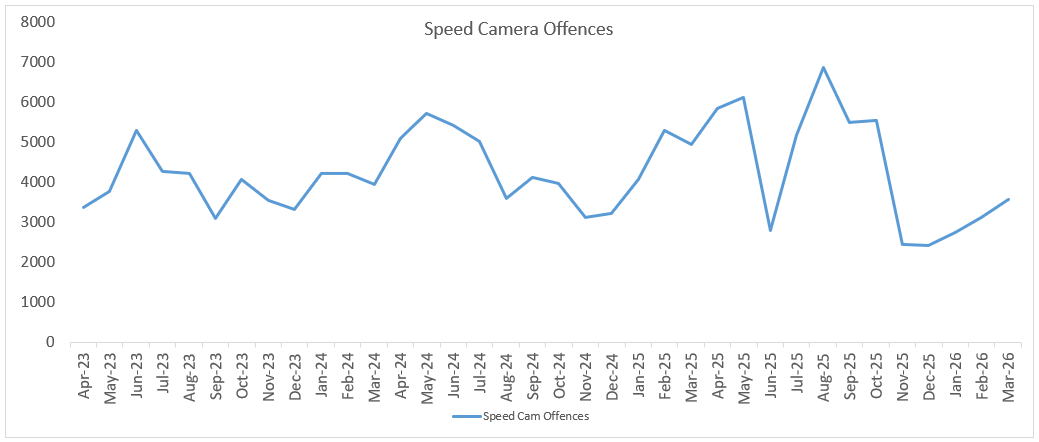 Speed Camera Offences
8000
7000
6000
5000
4000
3000
2000
1000
0
Apr-23
May-23
Jun-23
Jul-23
Aug-23
Sep-23
Oct-23
Nov-23
Dec-23
Jan-24
Feb-24
Mar-24
Apr-24
May-24
Jun-24
Jul-24
Aug-24
Sep-24
Oct-24
Nov-24
Dec-24
Jan-25
Feb-25
Mar-25
Apr-25
May-25
Jun-25
Jul-25
Aug-25
Sep-25
Oct-25
Nov-25
Dec-25
Jan-26
Feb-26
Mar-26
Speed Cam Offences